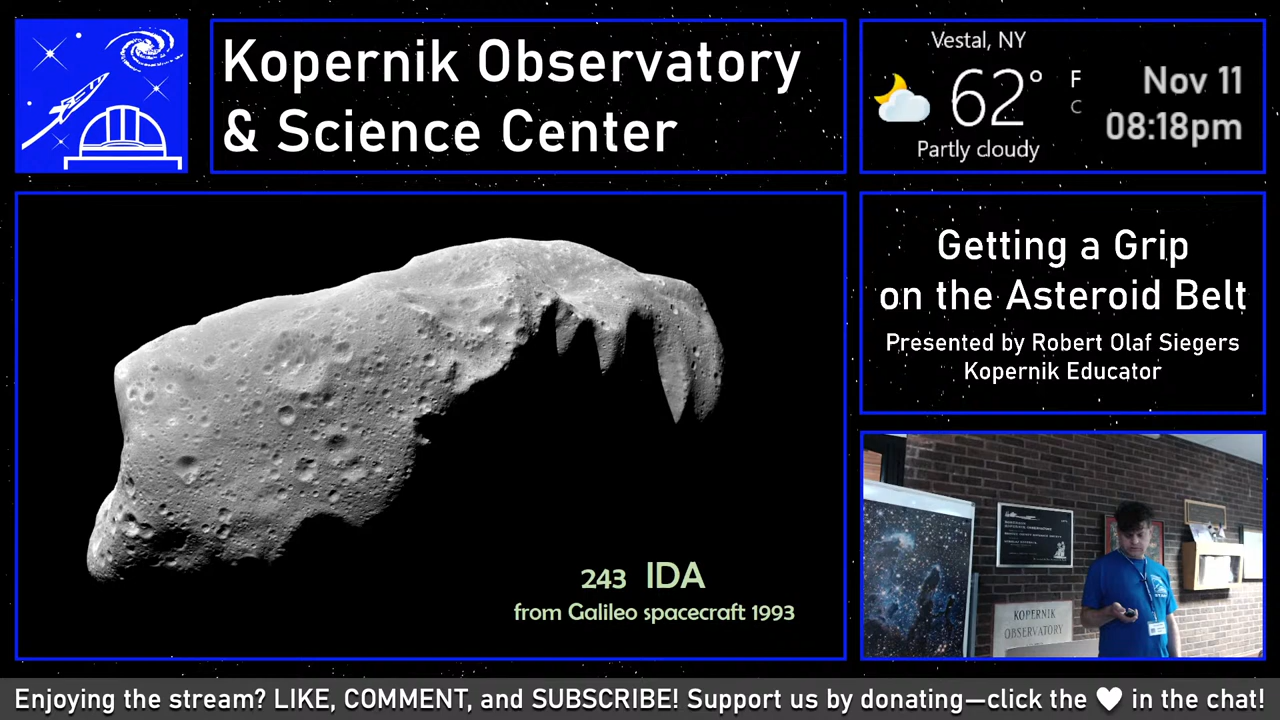 Kopernik Observatory
& Science Center
Vestal, NY
62° F
C
Partly cloudy
Nov 11
08:18pm
Getting a Grip
on the Asteroid Belt
Presented by Robert Olaf Siegers
Kopernik Educator
243 IDA
from Galileo spacecraft 1993
KOPERNIK
OBSERVATORY
Enjoying the stream? LIKE, COMMENT, and SUBSCRIBE! Support us by donating—click the ♥ in the chat!